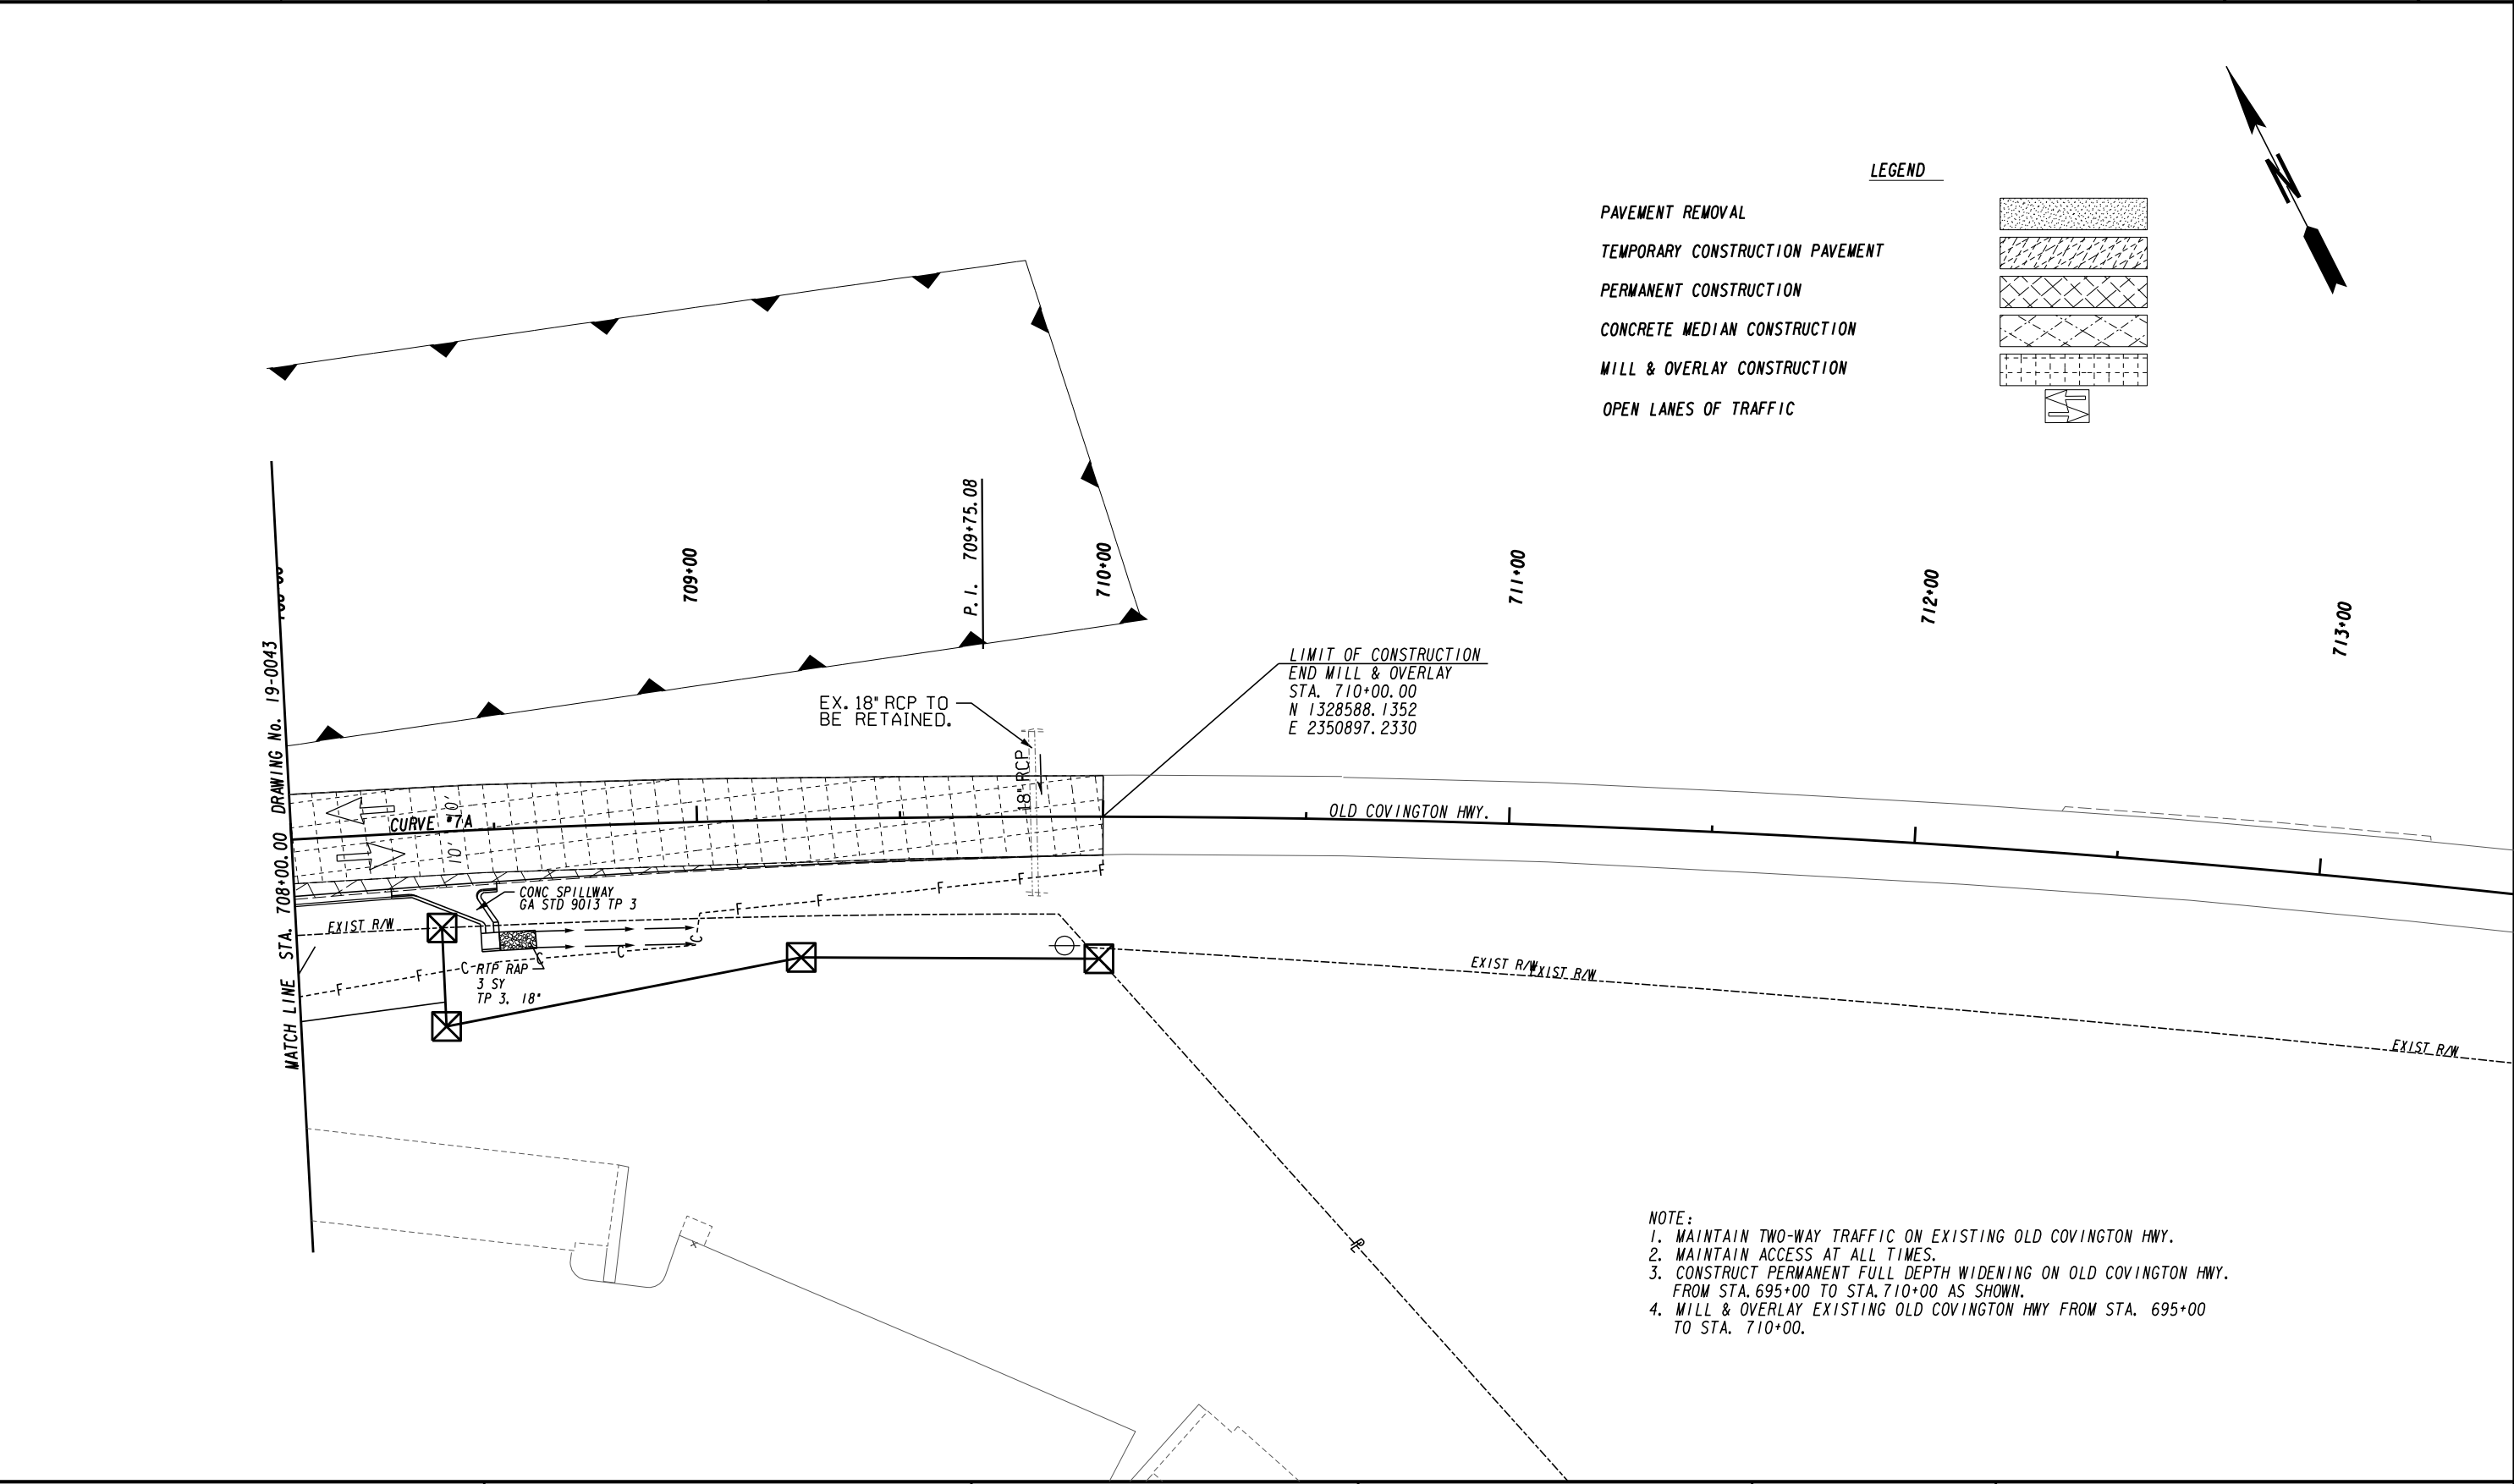 LEGEND
PAVEMENT REMOVAL
TEMPORARY CONSTRUCTION PAVEMENT
PERMANENT CONSTRUCTION
CONCRETE MEDIAN CONSTRUCTION
MILL & OVERLAY CONSTRUCTION
OPEN LANES OF TRAFFIC
N
MATCH LINE STA. 708+00.00 DRAWING No. 19-0043
709+00
P.I. 709+75.08
710+00
711+00
712+00
713+00
LIMIT OF CONSTRUCTION
END MILL & OVERLAY
STA. 710+00.00
N 1328588.1352
E 2350897.2330
EX. 18" RCP TO
BE RETAINED.
18" RCP
OLD COVINGTON HWY.
CURVE #7A
10'
10'
CONC SPILLWAY
GA STD 9013 TP 3
EXIST R/W
F
F
F
F
F
F
F
C
C
C
C
RIP RAP
3 SY
TP 3, 18"
EXIST R/W
EXIST R/W
EXIST R/W
PL
x
NOTE:
1. MAINTAIN TWO-WAY TRAFFIC ON EXISTING OLD COVINGTON HWY.
2. MAINTAIN ACCESS AT ALL TIMES.
3. CONSTRUCT PERMANENT FULL DEPTH WIDENING ON OLD COVINGTON HWY.
FROM STA. 695+00 TO STA. 710+00 AS SHOWN.
4. MILL & OVERLAY EXISTING OLD COVINGTON HWY FROM STA. 695+00
TO STA. 710+00.